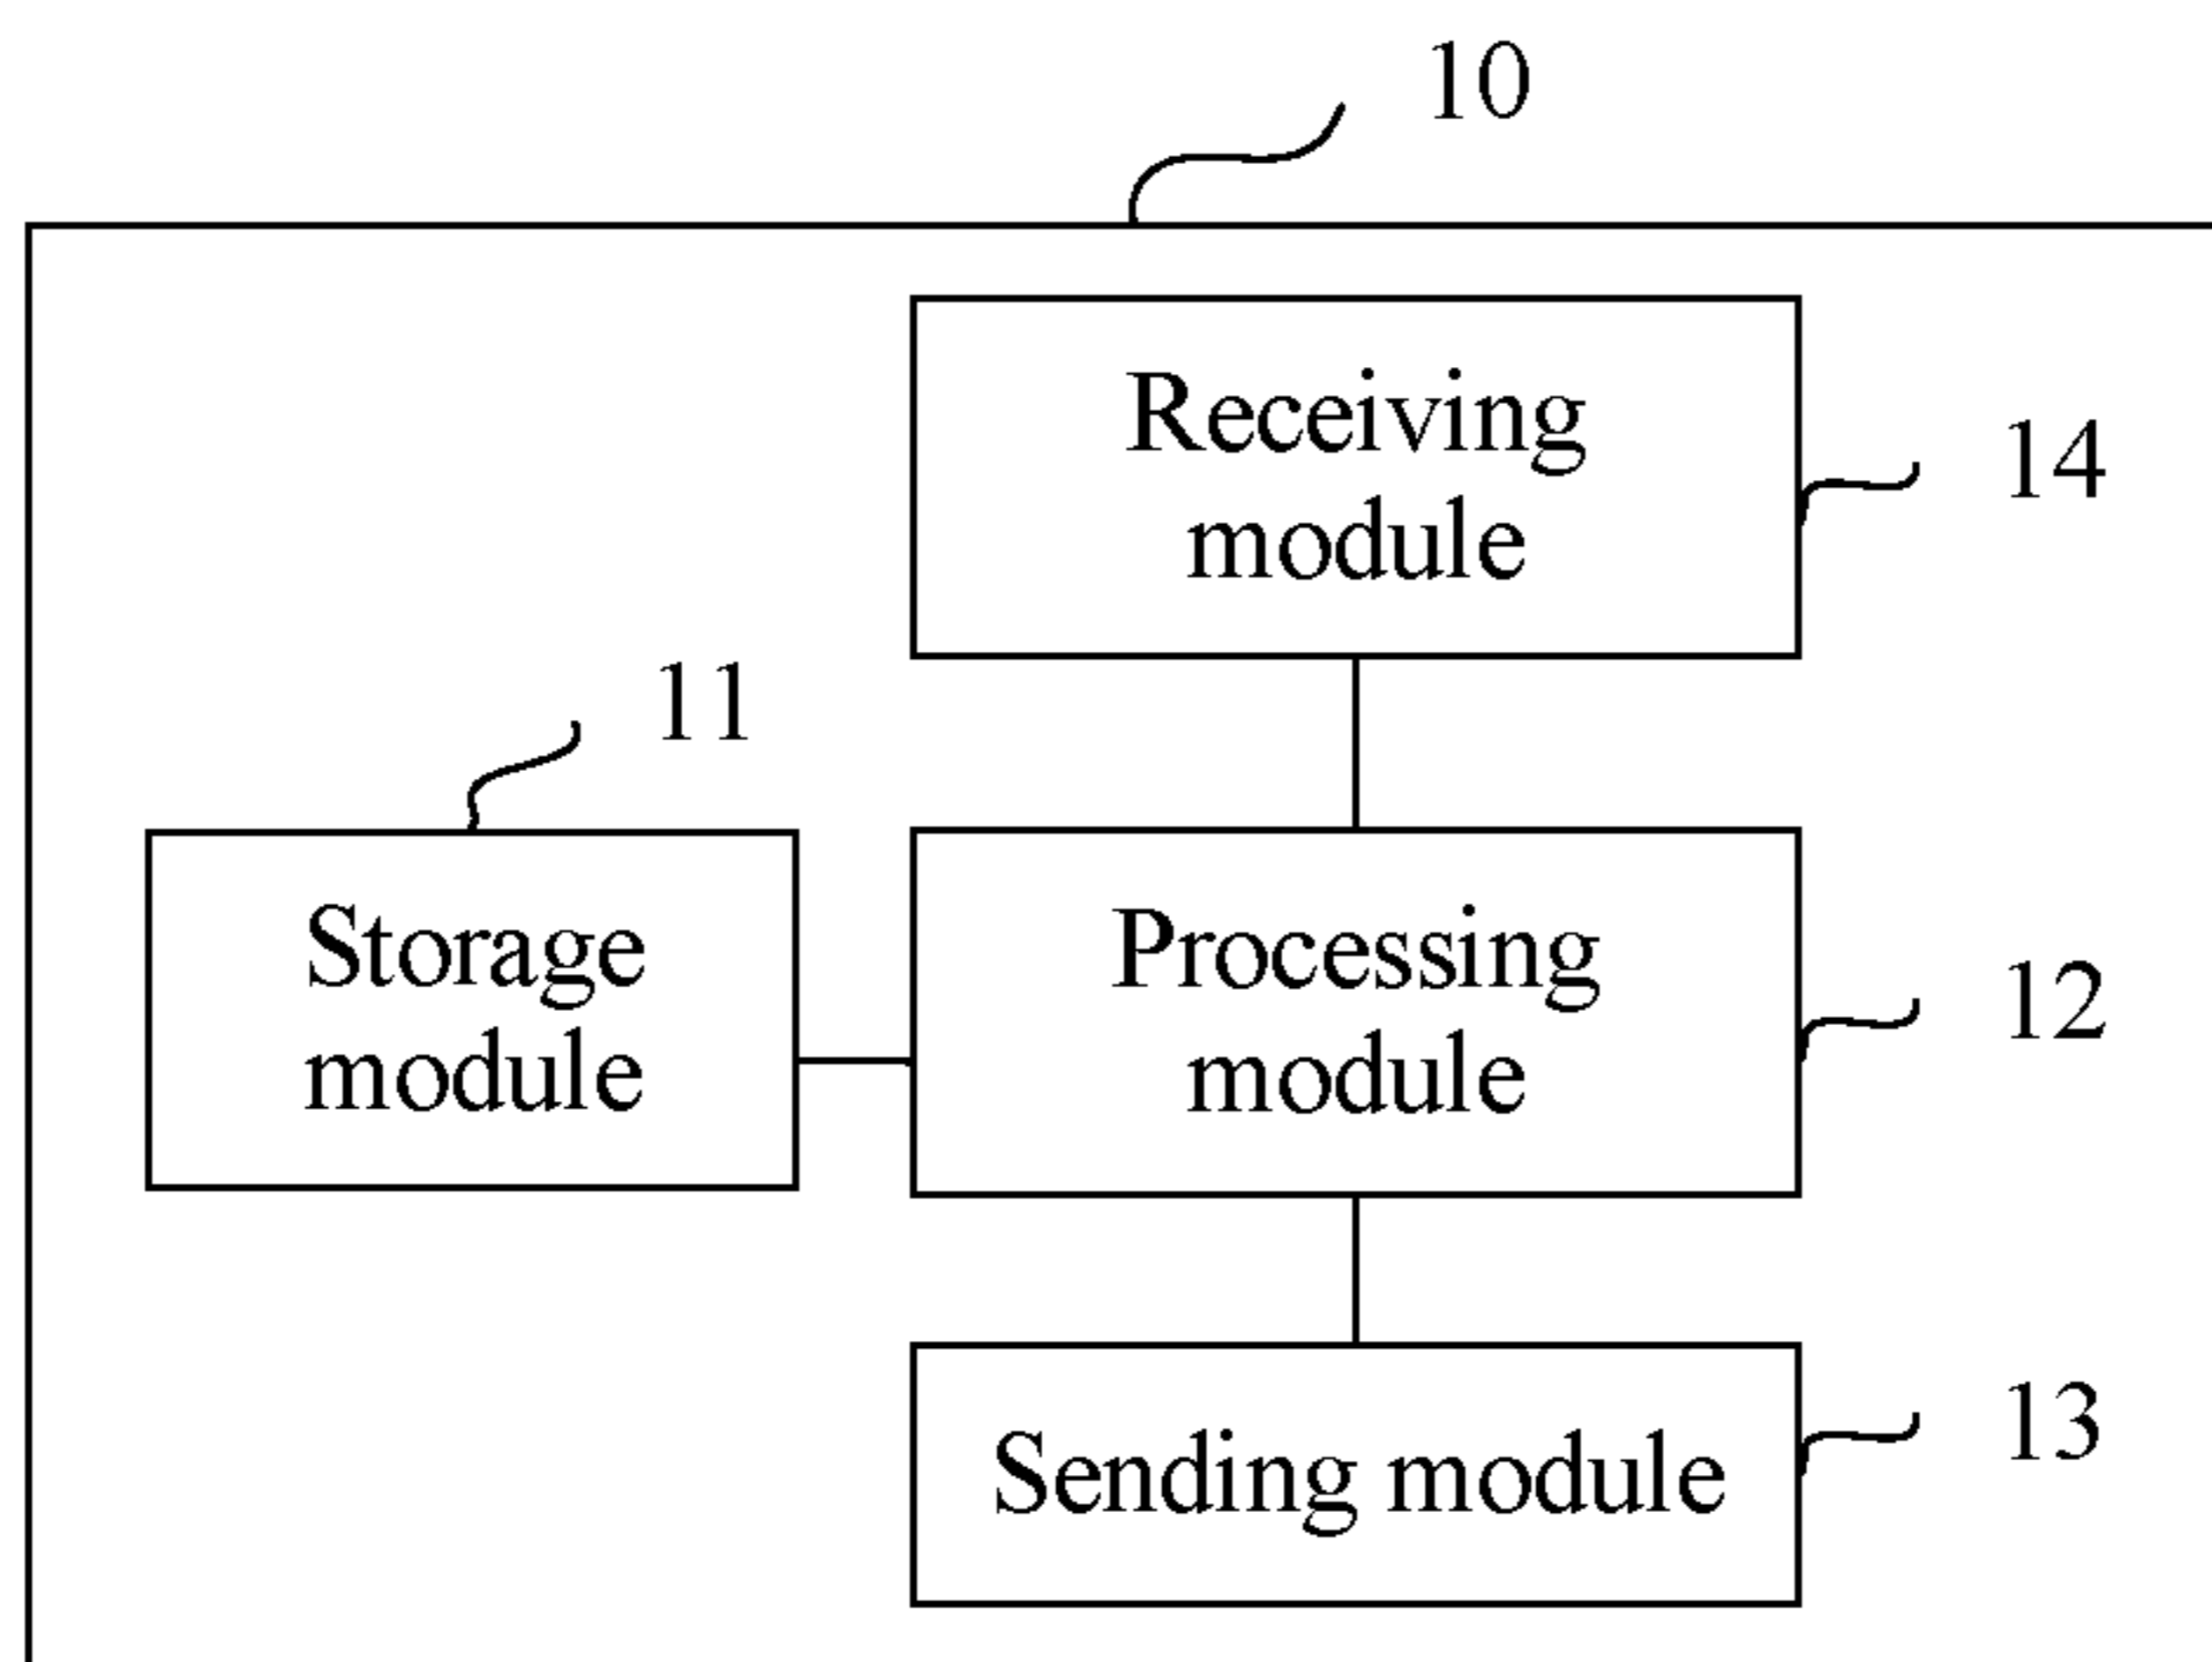 10
Receiving
module
14
11
Storage
module
Processing
module
12
Sending module
13